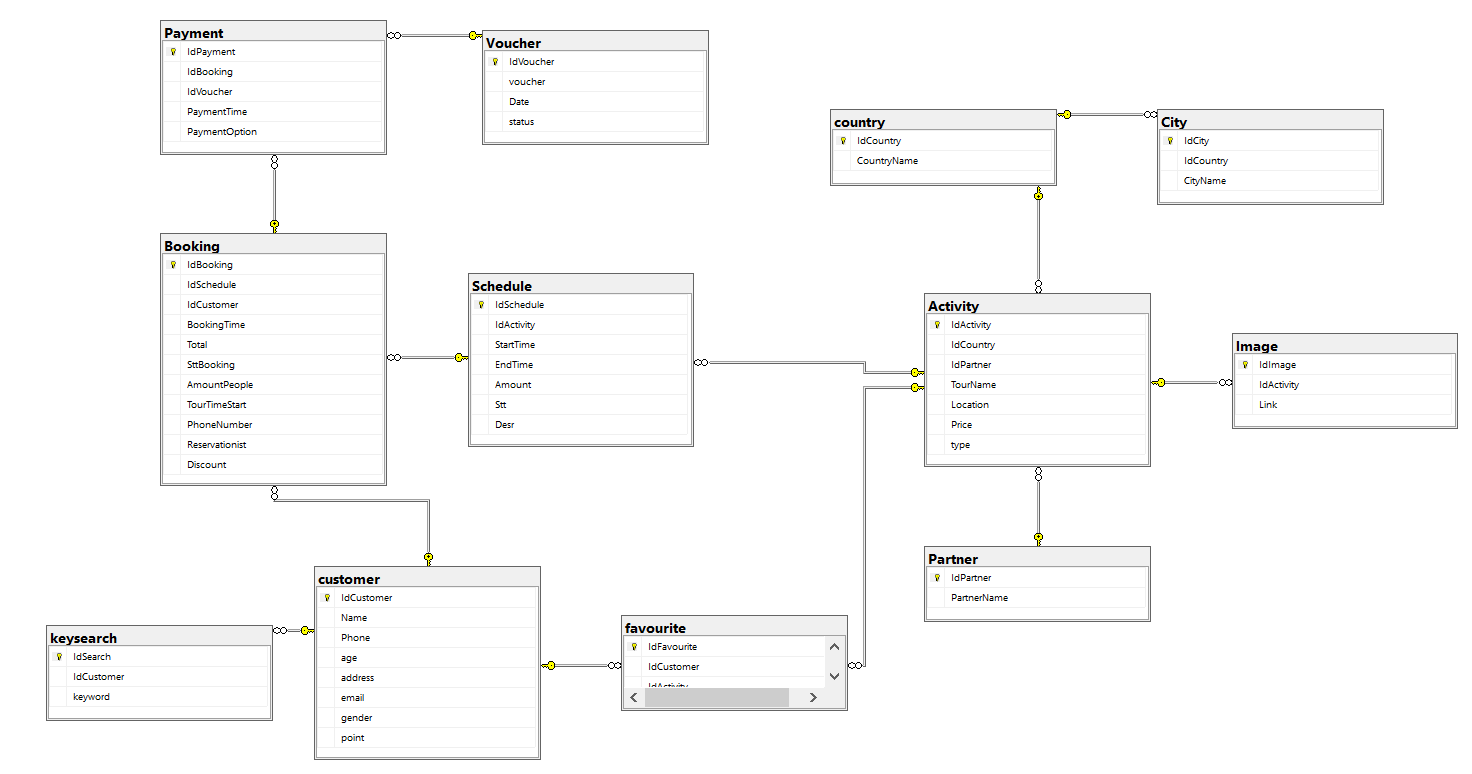 Payment
IdPayment
IdBooking
IdVoucher
PaymentTime
PaymentOption
Voucher
IdVoucher
voucher
Date
status
country
IdCountry
CountryName
City
IdCity
IdCountry
CityName
Booking
IdBooking
IdSchedule
IdCustomer
BookingTime
Total
SttBooking
AmountPeople
TourTimeStart
PhoneNumber
Reservationist
Discount
Schedule
IdSchedule
IdActivity
StartTime
EndTime
Amount
Stt
Desr
Activity
IdActivity
IdCountry
IdPartner
TourName
Location
Price
type
Image
IdImage
IdActivity
Link
Partner
IdPartner
PartnerName
customer
IdCustomer
Name
Phone
age
address
email
gender
point
keysearch
IdSearch
IdCustomer
keyword
favourite
IdFavourite
IdCustomer
IdActivity